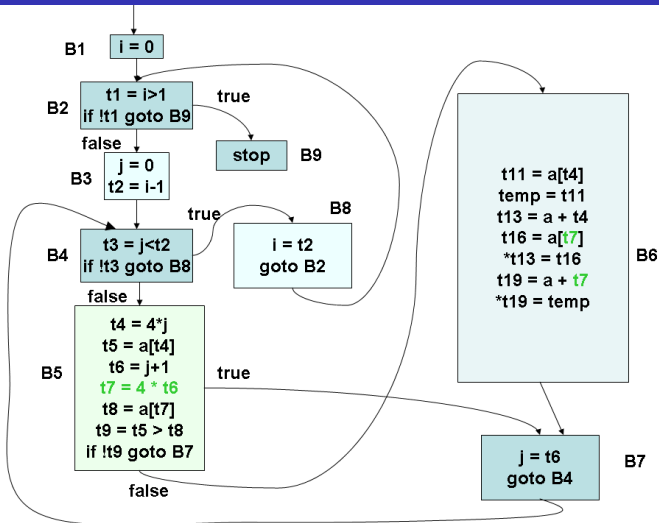 B1
i = 0
B2
t1 = i>1
if !t1 goto B9
true
false
stop
B9
B3
j = 0
t2 = i-1
B4
t3 = j<t2
if !t3 goto B8
true
false
B8
i = t2
goto B2
B5
t4 = 4*j
t5 = a[t4]
t6 = j+1
t7 = 4 * t6
t8 = a[t7]
t9 = t5 > t8
if !t9 goto B7
true
false
t11 = a[t4]
temp = t11
t13 = a + t4
t16 = a[t7]
*t13 = t16
t19 = a + t7
*t19 = temp
B6
j = t6
goto B4
B7